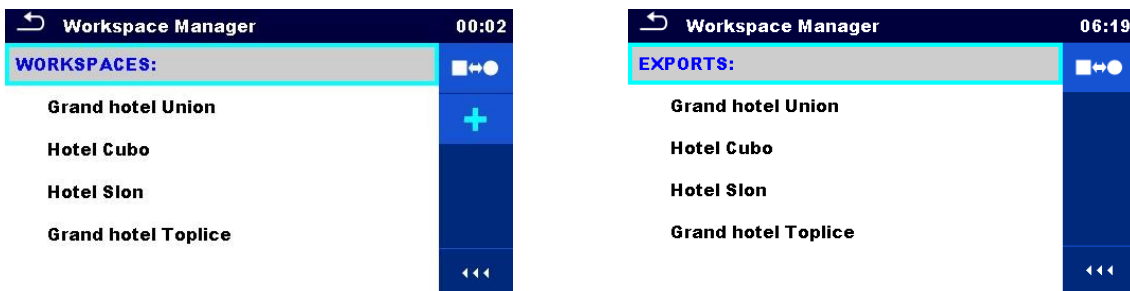 Workspace Manager 00:02
WORKSPACES:
Grand hotel Union
Hotel Cubo
Hotel Slon
Grand hotel Toplice
Workspace Manager 06:19
EXPORTS:
Grand hotel Union
Hotel Cubo
Hotel Slon
Grand hotel Toplice